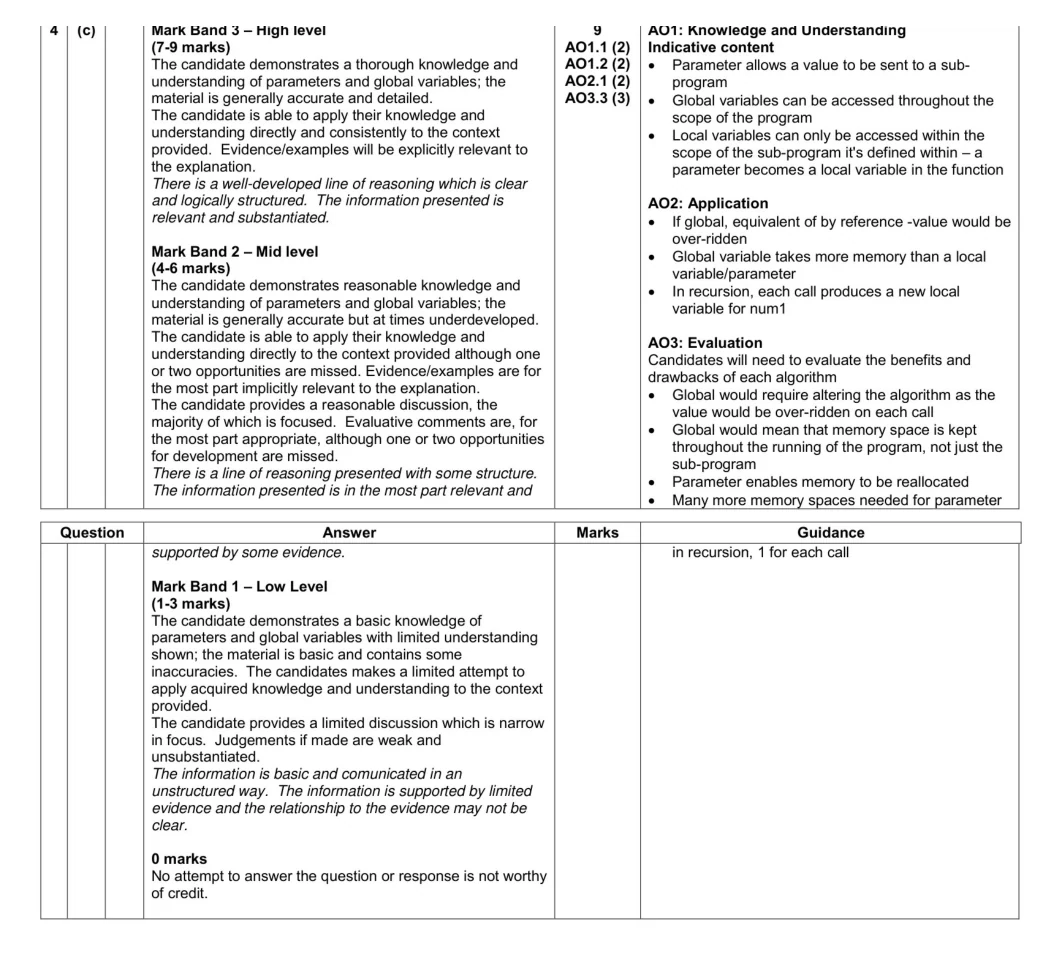 4 (c) Mark Band 3 – High level 9 AO1: Knowledge and Understanding
(7-9 marks)
The candidate demonstrates a thorough knowledge and
understanding of parameters and global variables; the
material is generally accurate and detailed.
The candidate is able to apply their knowledge and
understanding directly and consistently to the context
provided. Evidence/examples will be explicitly relevant to
the explanation.
There is a well-developed line of reasoning which is clear
and logically structured. The information presented is
relevant and substantiated.
Mark Band 2 – Mid level
(4-6 marks)
The candidate demonstrates reasonable knowledge and
understanding of parameters and global variables; the
material is generally accurate but at times underdeveloped.
The candidate is able to apply their knowledge and
understanding directly to the context provided although one
or two opportunities are missed. Evidence/examples are for
the most part implicitly relevant to the explanation.
The candidate provides a reasonable discussion, the
majority of which is focused. Evaluative comments are, for
the most part appropriate, although one or two opportunities
for development are missed.
There is a line of reasoning presented with some structure.
The information presented is in the most part relevant and
AO1.1 (2)
AO1.2 (2)
AO2.1 (2)
AO3.3 (3)
Indicative content
• Parameter allows a value to be sent to a sub-
program
• Global variables can be accessed throughout the
scope of the program
• Local variables can only be accessed within the
scope of the sub-program it's defined within – a
parameter becomes a local variable in the function
AO2: Application
• If global, equivalent of by reference -value would be
over-ridden
• Global variable takes more memory than a local
variable/parameter
• In recursion, each call produces a new local
variable for num1
AO3: Evaluation
Candidates will need to evaluate the benefits and
drawbacks of each algorithm
• Global would require altering the algorithm as the
value would be over-ridden on each call
• Global would mean that memory space is kept
throughout the running of the program, not just the
sub-program
• Parameter enables memory to be reallocated
• Many more memory spaces needed for parameter
Question Answer Marks Guidance
supported by some evidence.
Mark Band 1 – Low Level
(1-3 marks)
The candidate demonstrates a basic knowledge of
parameters and global variables with limited understanding
shown; the material is basic and contains some
inaccuracies. The candidates makes a limited attempt to
apply acquired knowledge and understanding to the context
provided.
The candidate provides a limited discussion which is narrow
in focus. Judgements if made are weak and
unsubstantiated.
The information is basic and comunicated in an
unstructured way. The information is supported by limited
evidence and the relationship to the evidence may not be
clear.
0 marks
No attempt to answer the question or response is not worthy
of credit.
in recursion, 1 for each call